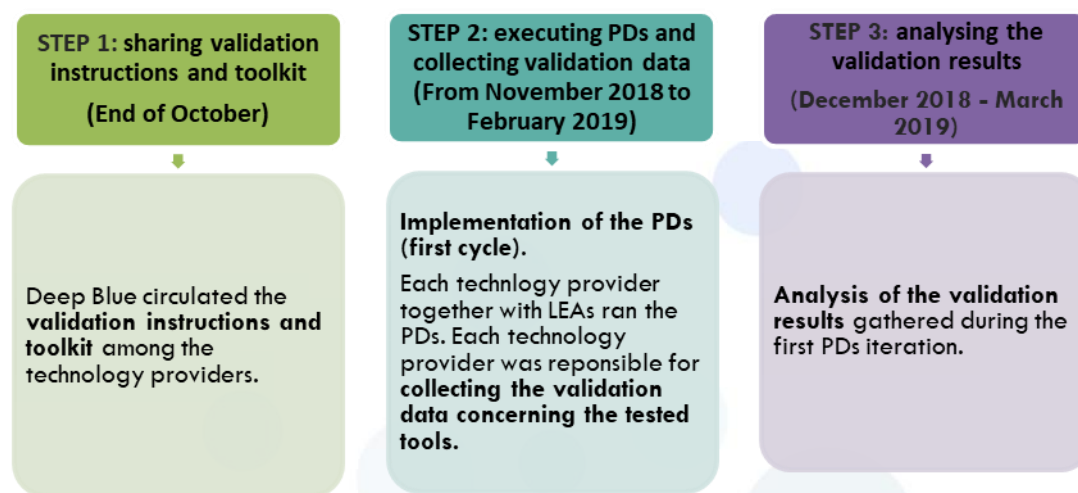 STEP 1: sharing validation
instructions and toolkit
(End of October)
Deep Blue circulated the
validation instructions and
toolkit among the
technology providers.
STEP 2: executing PDs and
collecting validation data
(From November 2018 to
February 2019)
Implementation of the PDs
(first cycle).
Each technlogy provider
together with LEAs ran the
PDs. Each technology
provider was reponsible for
collecting the validation
data concerning the tested
tools.
STEP 3: analysing the
validation results
(December 2018 - March
2019)
Analysis of the validation
results gathered during the
first PDs iteration.